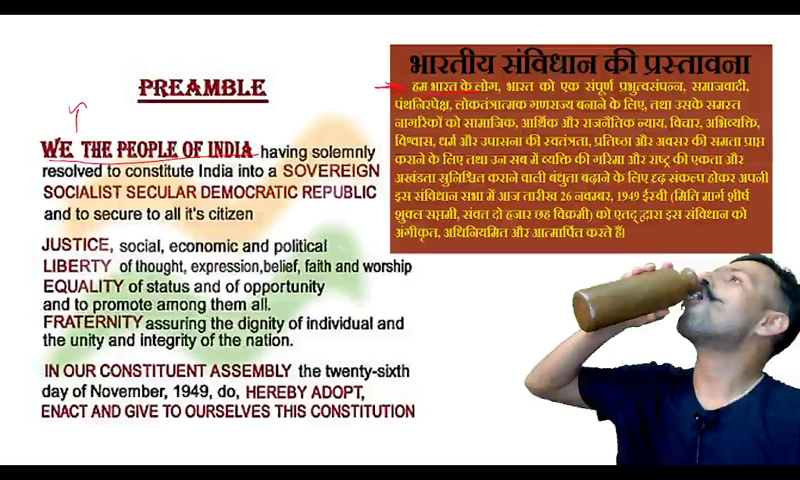 PREAMBLE
WE, THE PEOPLE OF INDIA having solemnly
resolved to constitute India into a SOVEREIGN
SOCIALIST SECULAR DEMOCRATIC REPUBLIC
and to secure to all it's citizen
JUSTICE, social, economic and political
LIBERTY of thought, expression,belief, faith and worship
EQUALITY of status and of opportunity
and to promote among them all.
FRATERNITY assuring the dignity of individual and
the unity and integrity of the nation.
IN OUR CONSTITUENT ASSEMBLY the twenty-sixth
day of November, 1949, do, HEREBY ADOPT,
ENACT AND GIVE TO OURSELVES THIS CONSTITUTION
भारतीय संविधान की प्रस्तावना
हम भारत के लोग, भारत को एक संपूर्ण प्रभुत्वसंपन्न, समाजवादी,
पंथनिरपेक्ष, लोकतंत्रात्मक गणराज्य बनाने के लिए, तथा उसके समस्त
नागरिकों को सामाजिक, आर्थिक और राजनैतिक न्याय, विचार, अभिव्यक्ति,
विश्वास, धर्म और उपासना की स्वतंत्रता, प्रतिष्ठा और अवसर की समता प्राप्त
कराने के लिए तथा उन सब में व्यक्ति की गरिमा और राष्ट्र की एकता और
अखंडता सुनिश्चित कराने वाली बंधुता बढ़ाने के लिए दृढ़ संकल्प होकर अपनी
इस संविधान सभा में आज तारीख 26 नवम्बर, 1949 ईस्वी (मिति मार्ग शीर्ष
शुक्ल सप्तमी, संवत दो हजार छह विक्रमी) को एतद् द्वारा इस संविधान को
अंगीकृत, अधिनियमित और आत्मार्पित करते हैं।